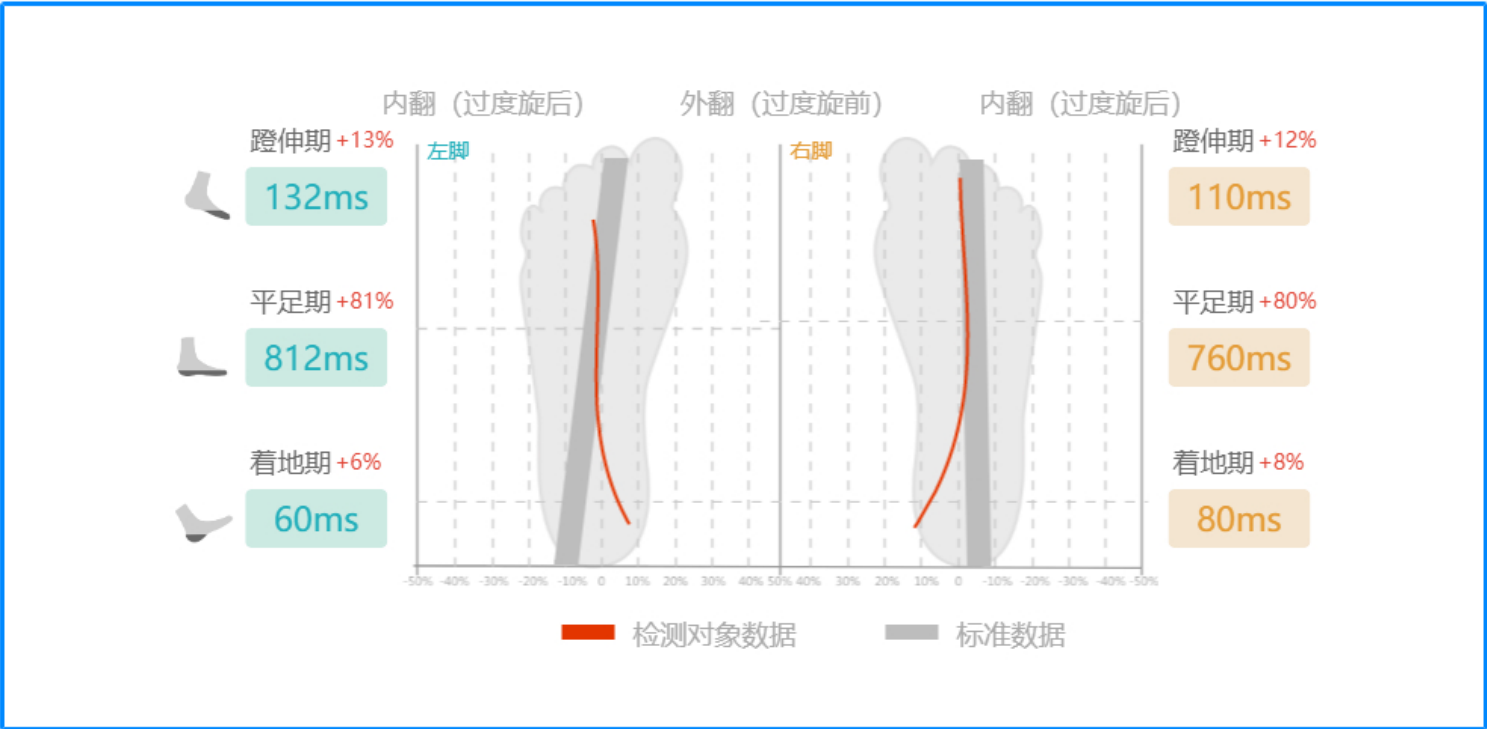 内翻（过度旋后） 外翻（过度旋前） 内翻（过度旋后）
蹬伸期 +13%
132ms
平足期 +81%
812ms
着地期 +6%
60ms
左脚
右脚
蹬伸期 +12%
110ms
平足期 +80%
760ms
着地期 +8%
80ms
-50% -40% -30% -20% -10% 0 10% 20% 30% 40% 50% 40% 30% 20% 10% 0 -10% -20% -30% -40% -50%
检测对象数据 标准数据